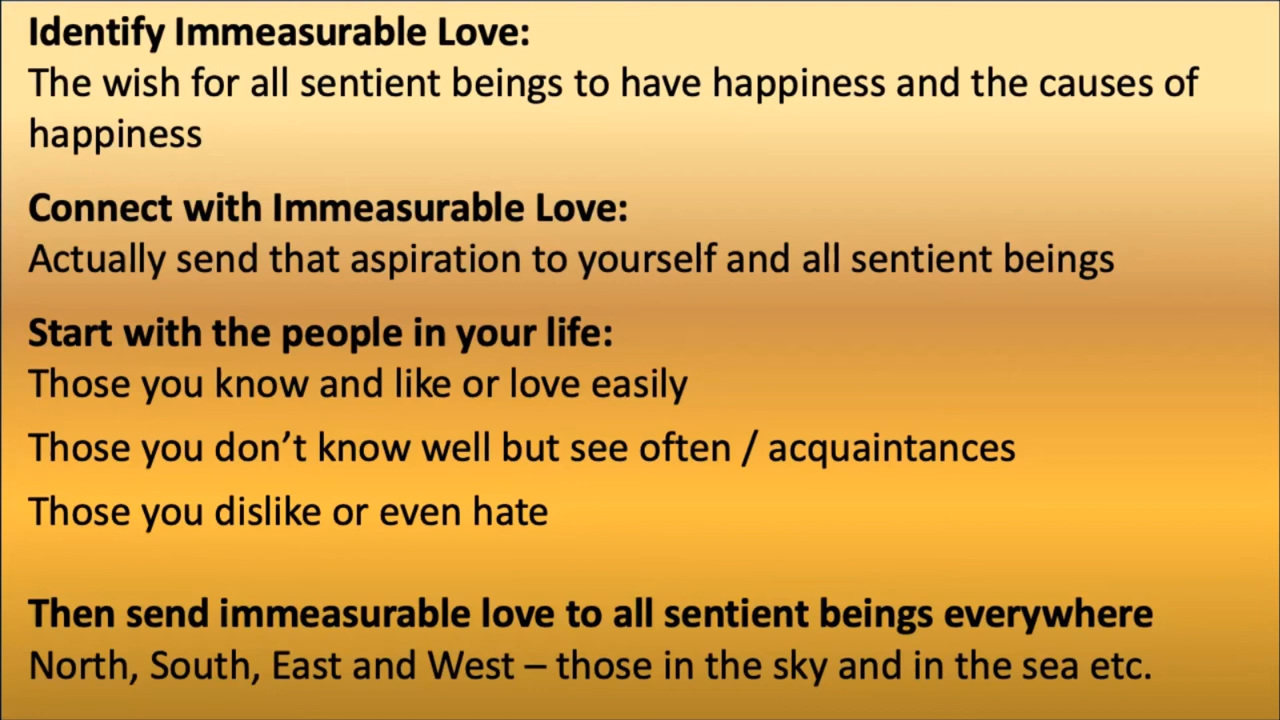 Identify Immeasurable Love:
The wish for all sentient beings to have happiness and the causes of
happiness
Connect with Immeasurable Love:
Actually send that aspiration to yourself and all sentient beings
Start with the people in your life:
Those you know and like or love easily
Those you don’t know well but see often / acquaintances
Those you dislike or even hate
Then send immeasurable love to all sentient beings everywhere
North, South, East and West – those in the sky and in the sea etc.